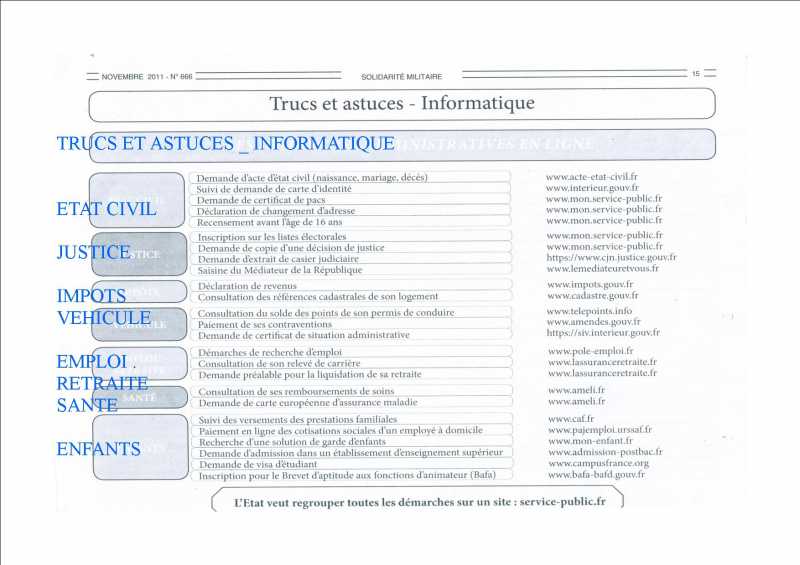 NOVEMBRE 2011 - N° 666 SOLIDARITÉ MILITAIRE 15
Trucs et astuces - Informatique
TRUCS ET ASTUCES _ INFORMATIQUE
ADMINISTRATIVES EN LIGNE
ETAT CIVIL
Demande d'acte d'état civil (naissance, mariage, décès) www.acte-etat-civil.fr
Suivi de demande de carte d'identité www.interieur.gouv.fr
Demande de certificat de pacs www.mon.service-public.fr
Déclaration de changement d'adresse www.mon.service-public.fr
Recensement avant l'âge de 16 ans www.mon.service-public.fr
JUSTICE
JUSTICE
Inscription sur les listes électorales www.mon.service-public.fr
Demande de copie d'une décision de justice www.mon.service-public.fr
Demande d'extrait de casier judiciaire https://www.cjn.justice.gouv.fr
Saisine du Médiateur de la République www.lemediateuretvous.fr
IMPOTS
Déclaration de revenus www.impots.gouv.fr
Consultation des références cadastrales de son logement www.cadastre.gouv.fr
VEHICULE
VÉHICULE
Consultation du solde des points de son permis de conduire www.telepoints.info
Paiement de ses contraventions www.amendes.gouv.fr
Demande de certificat de situation administrative https://siv.interieur.gouv.fr
EMPLOI .
RETRAITE
Démarches de recherche d'emploi www.pole-emploi.fr
Consultation de son relevé de carrière www.lassuranceretraite.fr
Demande préalable pour la liquidation de sa retraite www.lassuranceretraite.fr
SANTE
SANTÉ
Consultation de ses remboursements de soins www.ameli.fr
Demande de carte européenne d'assurance maladie www.ameli.fr
ENFANTS
Suivi des versements des prestations familiales www.caf.fr
Paiement en ligne des cotisations sociales d'un employé à domicile www.pajemploi.urssaf.fr
Recherche d'une solution de garde d'enfants www.mon-enfant.fr
Demande d'admission dans un établissement d'enseignement supérieur www.admission-postbac.fr
Demande de visa d'étudiant www.campusfrance.org
Inscription pour le Brevet d'aptitude aux fonctions d'animateur (Bafa) www.bafa-bafd.gouv.fr
L'Etat veut regrouper toutes les démarches sur un site : service-public.fr